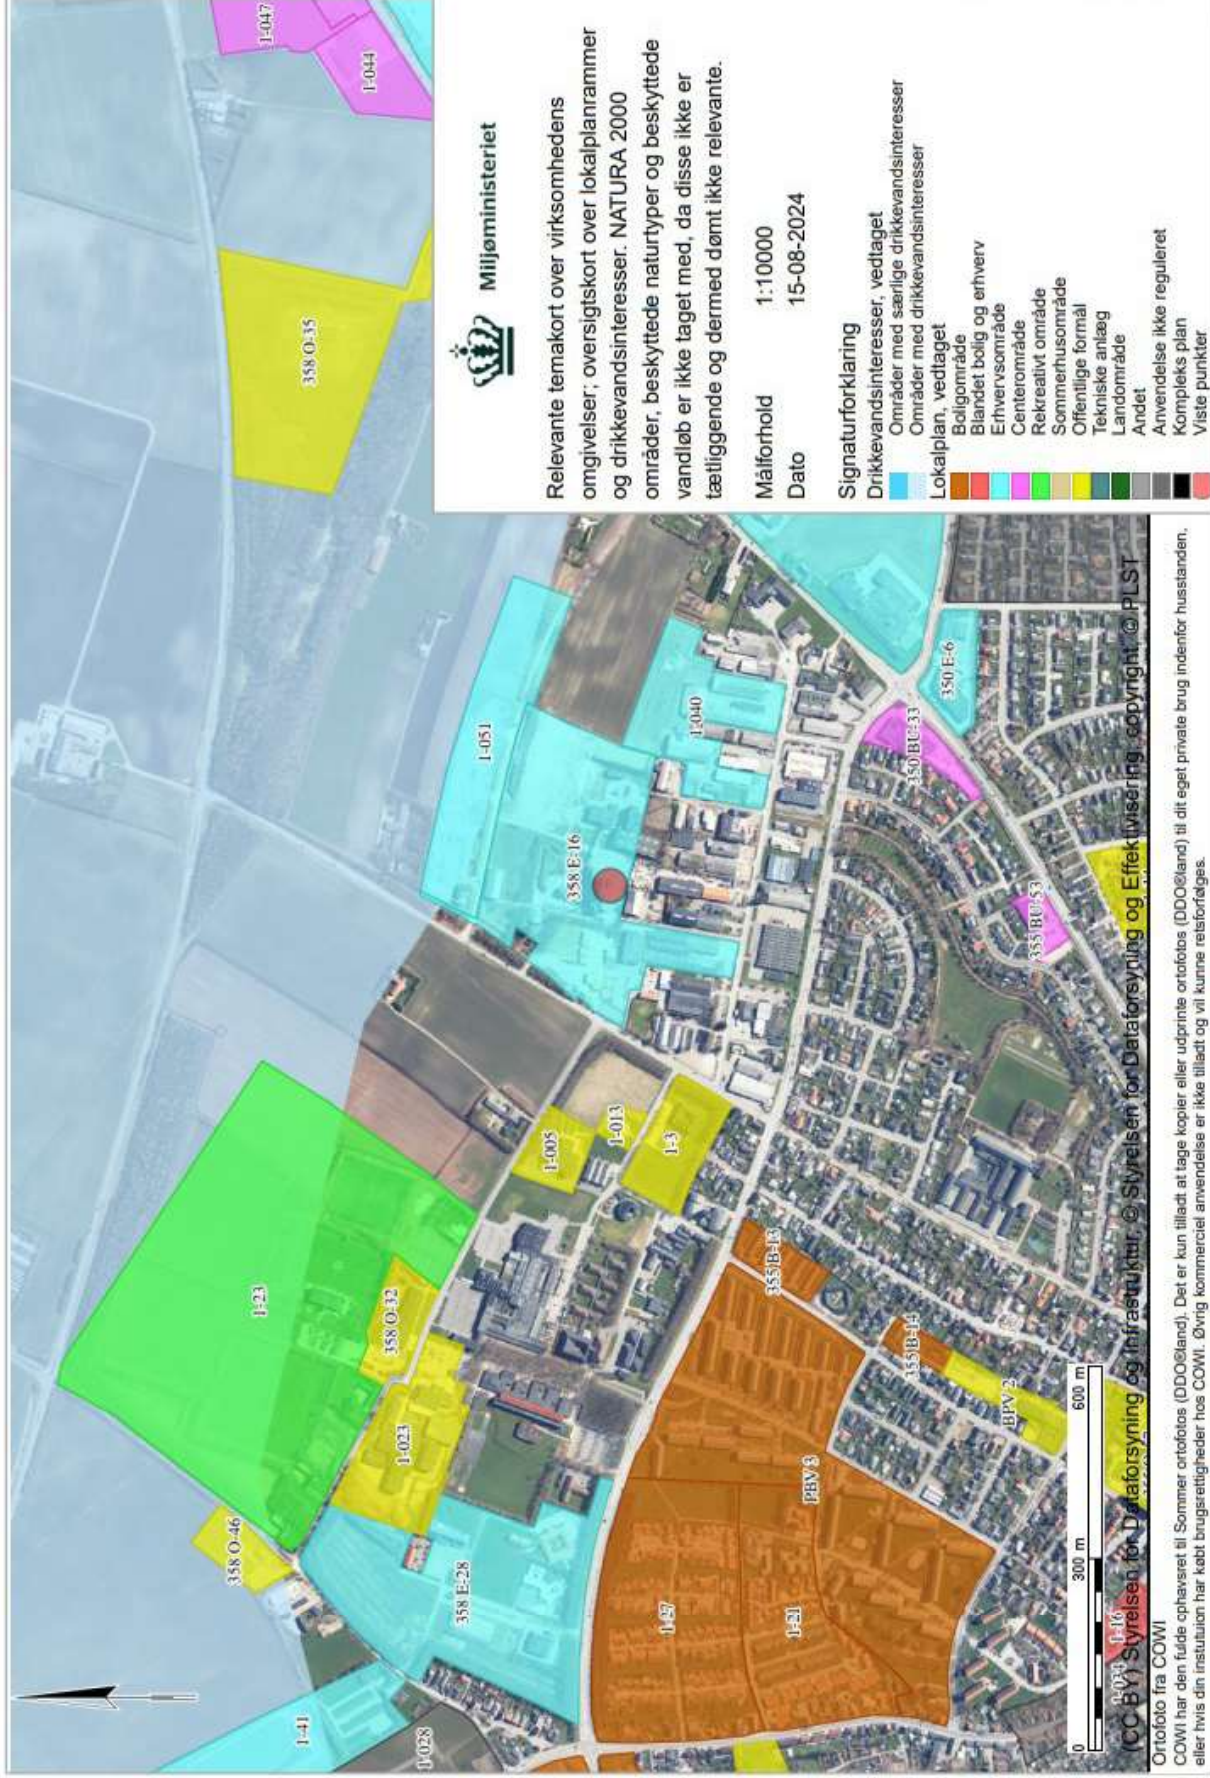 1-047
1-044
358 O-35
1-051
1-040
358 E-16
350 E-6
350 BU-33
355 BU-53
1-23
1-005
1-013
1-3
358 O-32
1-023
358 O-46
358 E-28
1-41
1-028
355 B-13
355 B-14
BPV 2
PBV 3
1-27
1-21
1-034
1-16
0
300 m
600 m
(CC BY) Styrelsen for Dataforsyning og Infrastruktur, © Styrelsen for Dataforsyning og Effektivisering, copyright, © PLST
Ortofoto fra COWI
COWI har den fulde ophavsret til Sommer ortofotos (DDO®land). Det er kun tilladt at tage kopier eller udprinte ortofotos (DDO®land) til dit eget private brug indenfor husstanden,
eller hvis din instutuion har købt brugsrettigheder hos COWI. Øvrig kommerciel anvendelse er ikke tilladt og vil kunne retsforfølges.
Miljøministeriet
Relevante temakort over virksomhedens
omgivelser; oversigtskort over lokalplanrammer
og drikkevandsinteresser. NATURA 2000
områder, beskyttede naturtyper og beskyttede
vandløb er ikke taget med, da disse ikke er
tætliggende og dermed dømt ikke relevante.
Målforhold 1:10000
Dato 15-08-2024
Signaturforklaring
Drikkevandsinteresser, vedtaget
Områder med særlige drikkevandsinteresser
Områder med drikkevandsinteresser
Lokalplan, vedtaget
Boligområde
Blandet bolig og erhverv
Erhvervsområde
Centerområde
Rekreativt område
Sommerhusområde
Offentlige formål
Tekniske anlæg
Landområde
Andet
Anvendelse ikke reguleret
Kompleks plan
Viste punkter